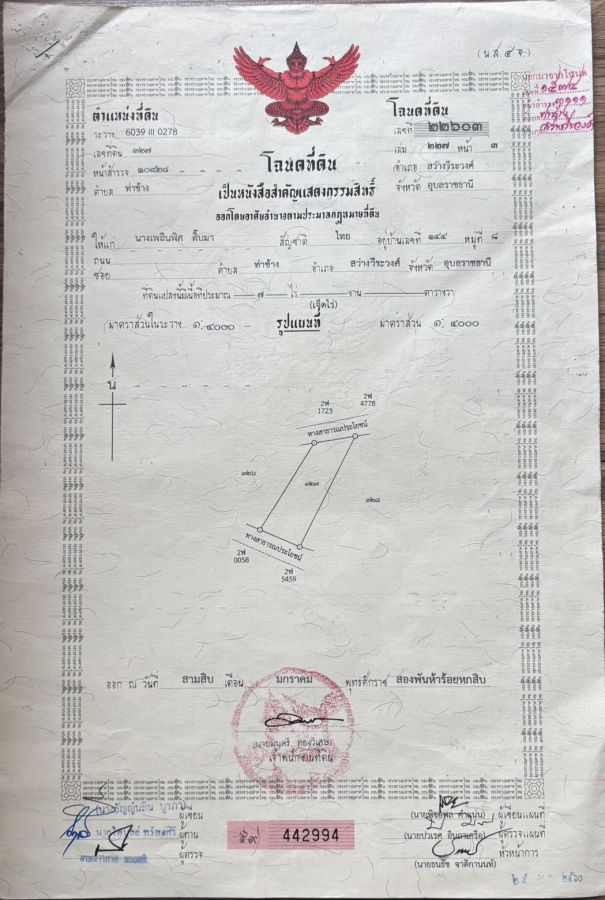 (น.ส.๔ จ.)
ตำแหน่งที่ดิน
ระวาง 6039 III 0278
เลขที่ดิน ๓๒๗
หน้าสำรวจ ๑๐๙๒๘
ตำบล ท่าช้าง
โฉนดที่ดิน
เลขที่ ๒๒๖๐๓
เล่ม ๒๒๗ หน้า ๓
อำเภอ สว่างวีระวงศ์
จังหวัด อุบลราชธานี
โฉนดที่ดิน
เป็นหนังสือสำคัญแสดงกรรมสิทธิ์
ออกโดยอาศัยอำนาจตามประมวลกฎหมายที่ดิน
ให้แก่ นางเพลินพิศ ดิ๊บมา สัญชาติ ไทย อยู่บ้านเลขที่ ๑๔๔ หมู่ที่ ๘
ถนน
ซอย ตำบล ท่าช้าง อำเภอ สว่างวีระวงศ์ จังหวัด อุบลราชธานี
ที่ดินแปลงนี้มีเนื้อที่ประมาณ ๗ ไร่ งาน ตารางวา
(เจ็ดไร่)
มาตราส่วนในระวาง ๑:๔๐๐๐ รูปแผนที่ มาตราส่วน ๑:๔๐๐๐
น
2ฟ 1723
2ฟ 4778
ทางสาธารณประโยชน์
๓๒๖
๓๒๗
๓๒๘
ทางสาธารณประโยชน์
2ฟ 0058
2ฟ 5459
ออก ณ วันที่ สามสิบ เดือน มกราคม พุทธศักราช สองพันห้าร้อยหกสิบ
เจ้าพนักงานที่ดิน
ผู้เขียน
ผู้ทาน
ผู้ตรวจ
442994
ผู้เขียนแผนที่
ผู้ตรวจแผนที่
หัวหน้าการ